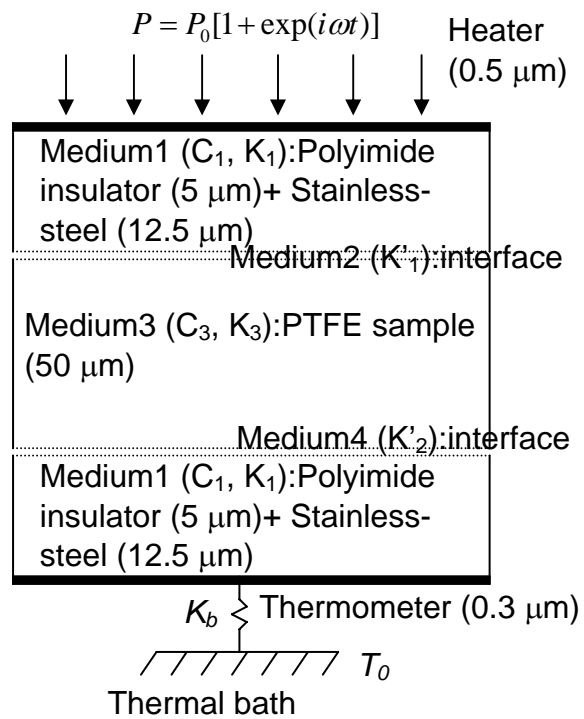 P = P₀[1 + exp(iωt)]
Heater
(0.5 μm)
Medium1 (C₁, K₁):Polyimide
insulator (5 μm)+ Stainless-
steel (12.5 μm)
Medium2 (K'₁):interface
Medium3 (C₃, K₃):PTFE sample
(50 μm)
Medium4 (K'₂):interface
Medium1 (C₁, K₁):Polyimide
insulator (5 μm)+ Stainless-
steel (12.5 μm)
K_b Thermometer (0.3 μm)
T₀
Thermal bath